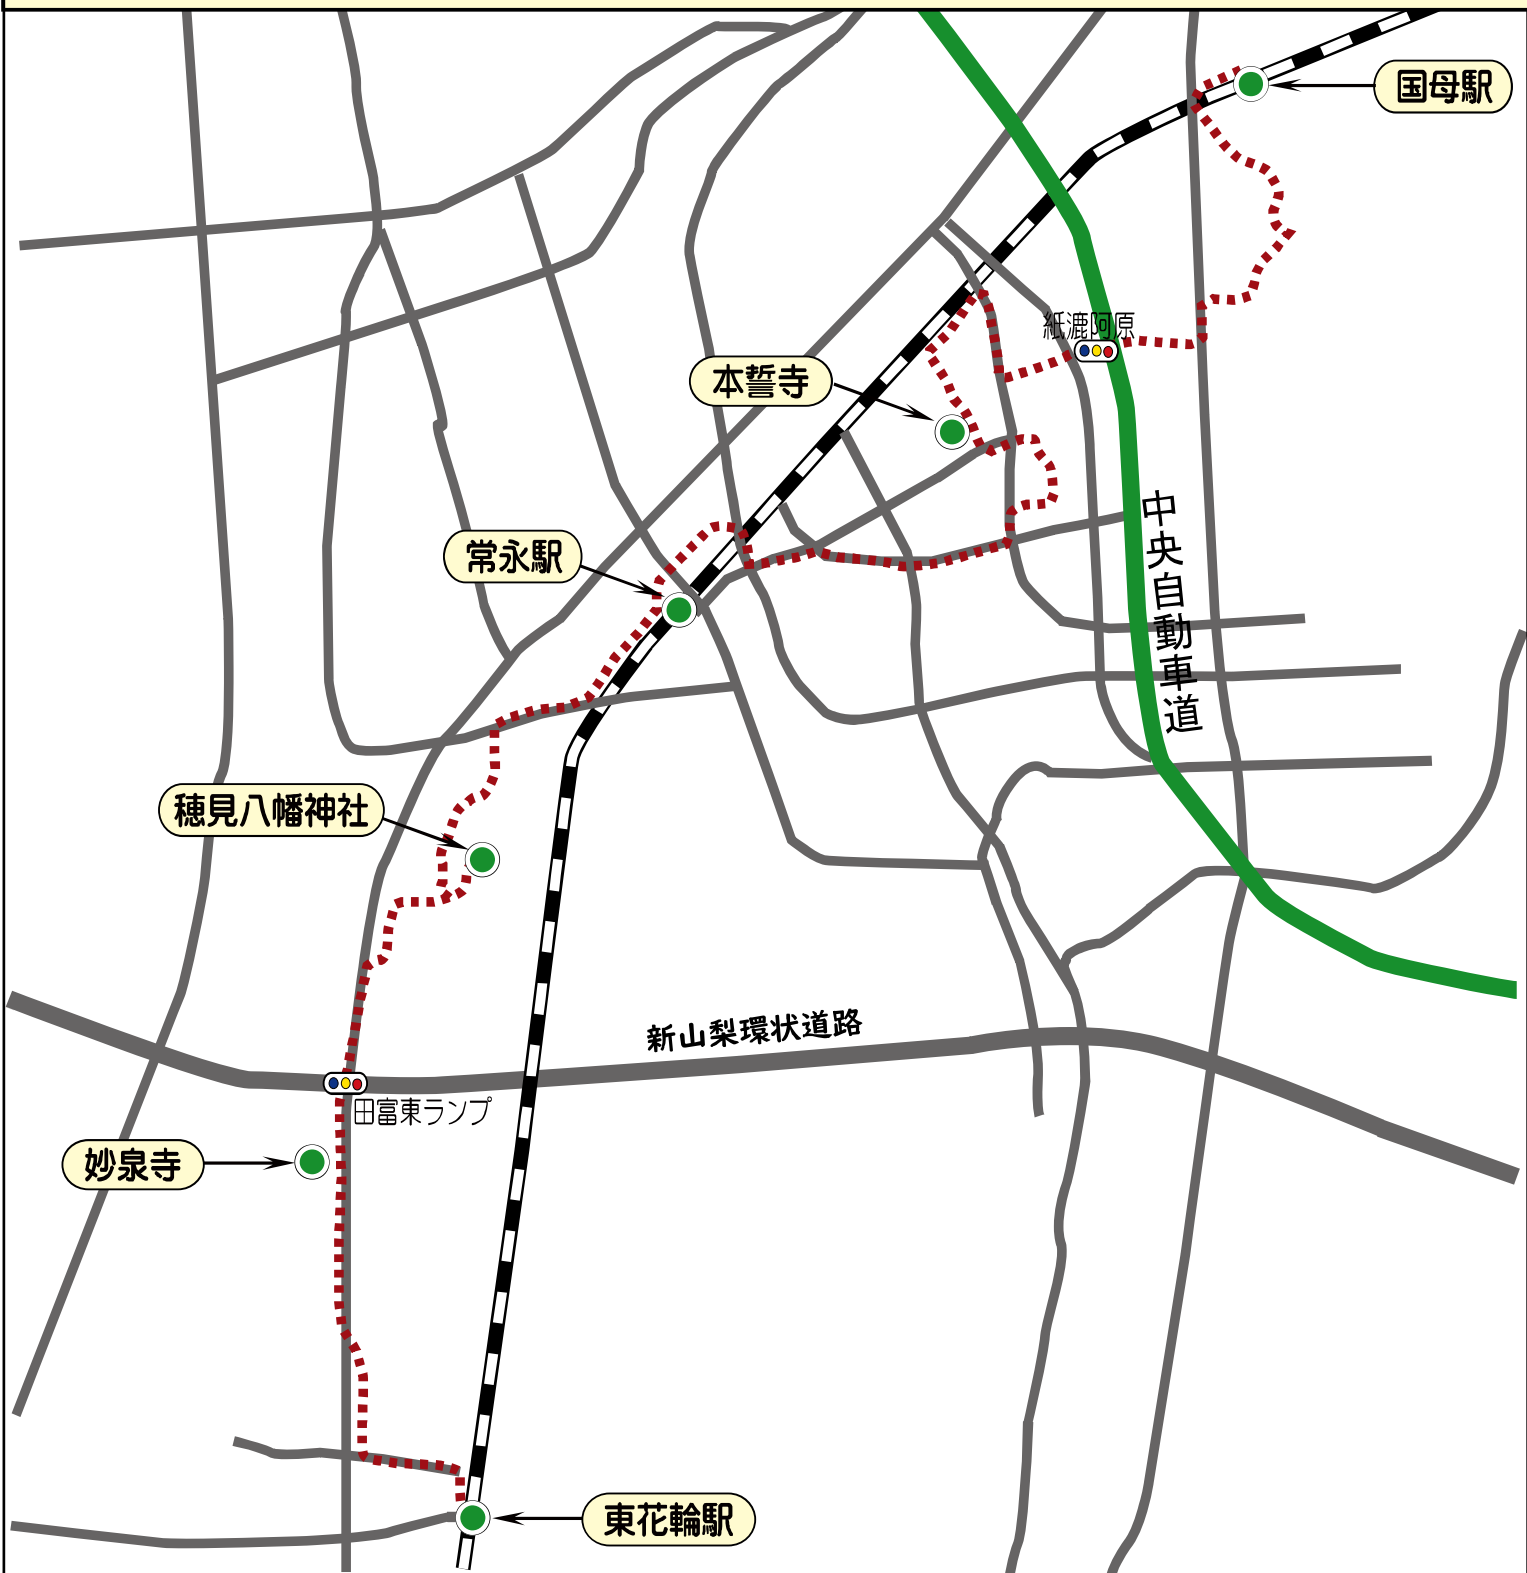 国母駅
紙漉阿原
本誓寺
中央自動車道
常永駅
穂見八幡神社
新山梨環状道路
田富東ランプ
妙泉寺
東花輪駅